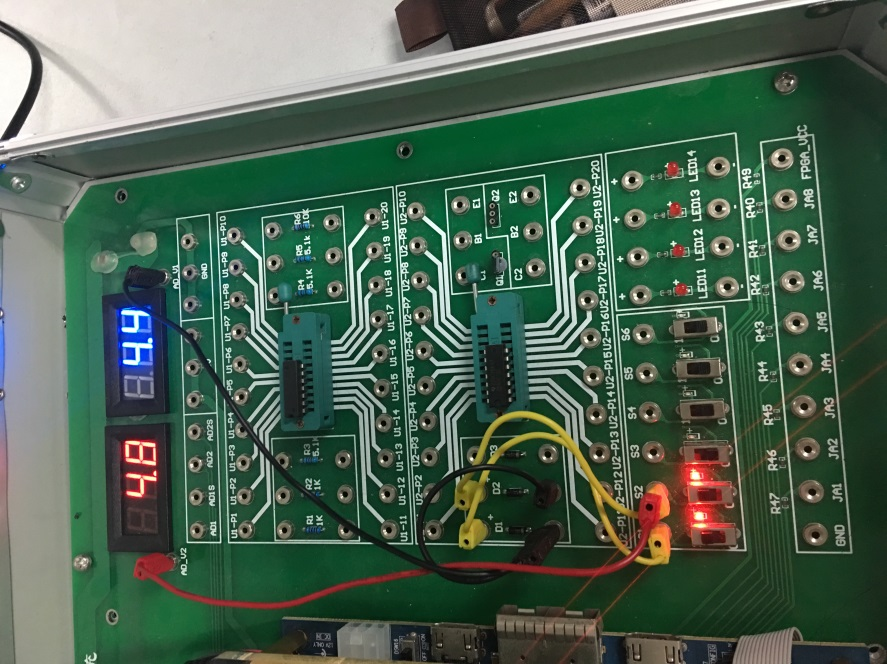 4.4
4.8
AD_V1
GND
AD2S
AD2
AD1S
AD1
AD_V2
U1-P10
U1-P9
U1-P8
U1-P7
U1-P6
U1-P4
U1-P3
U1-P2
U1-P1
R6
10K
R5
5.1k
R4
5.1K
R3
5.1K
R2
1K
R1
1K
U1-20
U1-19
U1-18
U1-17
U1-16
U1-15
U1-14
U1-13
U1-12
U1-11
U2-P10
U2-P9
U2-P8
U2-P7
U2-P6
U2-P5
U2-P4
U2-P3
U2-P2
E1
Q2
E2
B1
B2
C1
Q1
C2
D2
D1
U2-P20
U2-P19
U2-P18
U2-P17
U2-P16
U2-P15
U2-P14
U2-P13
U2-P12
LED14
LED13
LED12
LED11
S6
S5
S4
S3
S2
R49
R40
R41
R42
R43
R44
R45
R46
R47
FPGA_VCC
JA8
JA7
JA6
JA5
JA4
JA3
JA2
JA1
GND